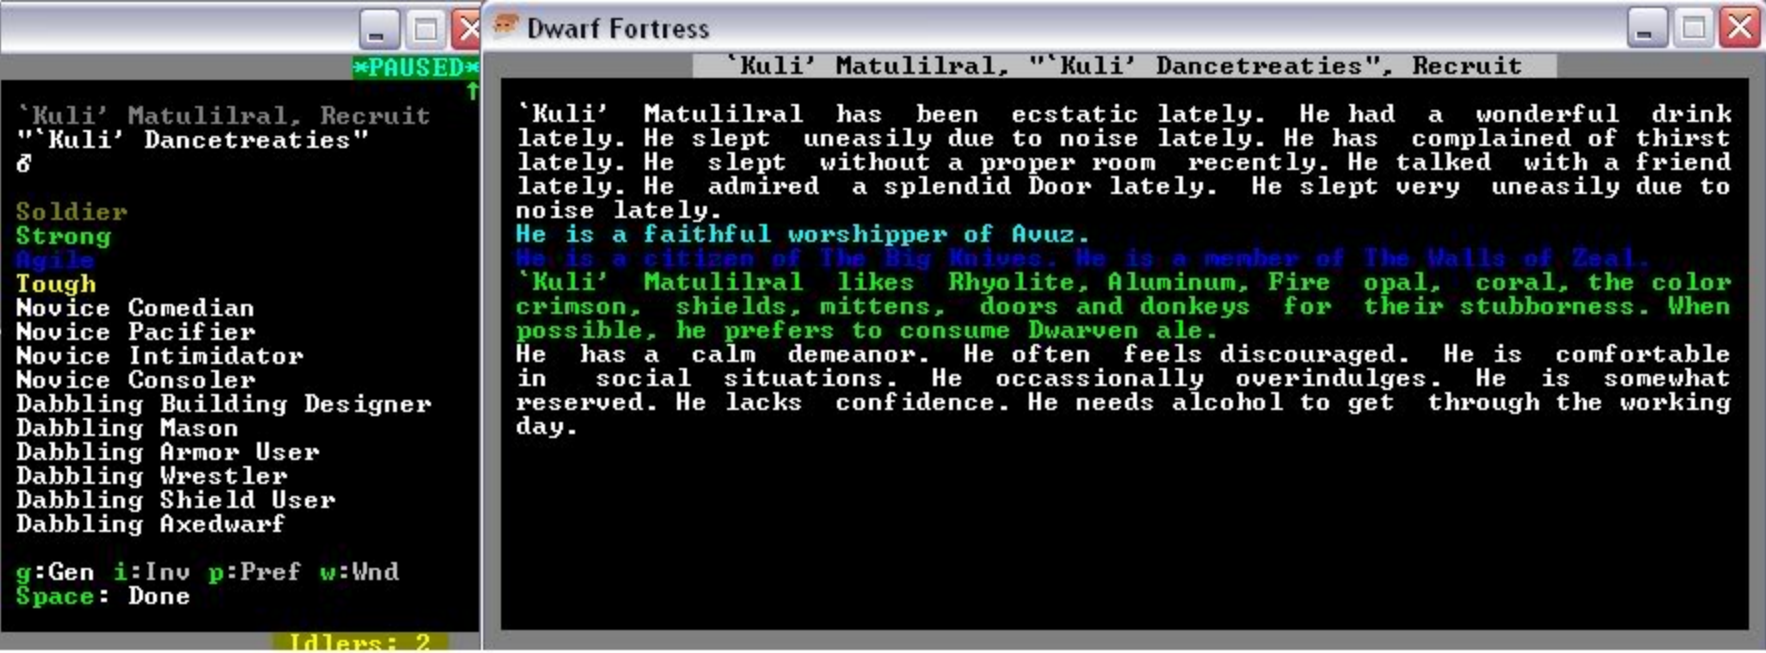 *PAUSED*
`Kuli' Matulilral, Recruit
"`Kuli' Dancetreaties"
♂
Soldier
Strong
Agile
Tough
Novice Comedian
Novice Pacifier
Novice Intimidator
Novice Consoler
Dabbling Building Designer
Dabbling Mason
Dabbling Armor User
Dabbling Wrestler
Dabbling Shield User
Dabbling Axedwarf
g:Gen i:Inv p:Pref w:Wnd
Space: Done
Idlers: 2
Dwarf Fortress
`Kuli' Matulilral, "`Kuli' Dancetreaties", Recruit
`Kuli' Matulilral has been ecstatic lately. He had a wonderful drink
lately. He slept uneasily due to noise lately. He has complained of thirst
lately. He slept without a proper room recently. He talked with a friend
lately. He admired a splendid Door lately. He slept very uneasily due to
noise lately.
He is a faithful worshipper of Avuz.
He is a citizen of The Big Knives. He is a member of The Walls of Zeal.
`Kuli' Matulilral likes Rhyolite, Aluminum, Fire opal, coral, the color
crimson, shields, mittens, doors and donkeys for their stubborness. When
possible, he prefers to consume Dwarven ale.
He has a calm demeanor. He often feels discouraged. He is comfortable
in social situations. He occassionally overindulges. He is somewhat
reserved. He lacks confidence. He needs alcohol to get through the working
day.